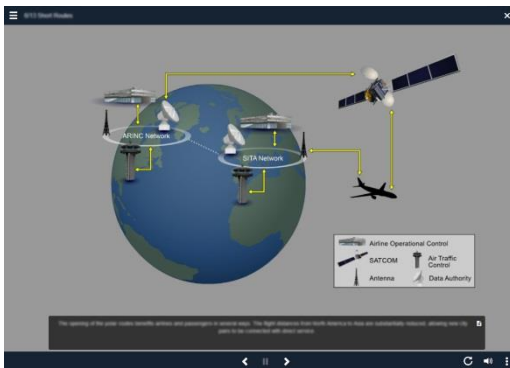 ARINC Network
SITA Network
Airline Operational Control
SATCOM
Air Traffic
Control
Antenna
Data Authority
The opening of the polar routes benefits airlines and passengers in several ways. The flight distances from North America to Asia are substantially reduced, allowing new city
pairs to be connected with direct service.